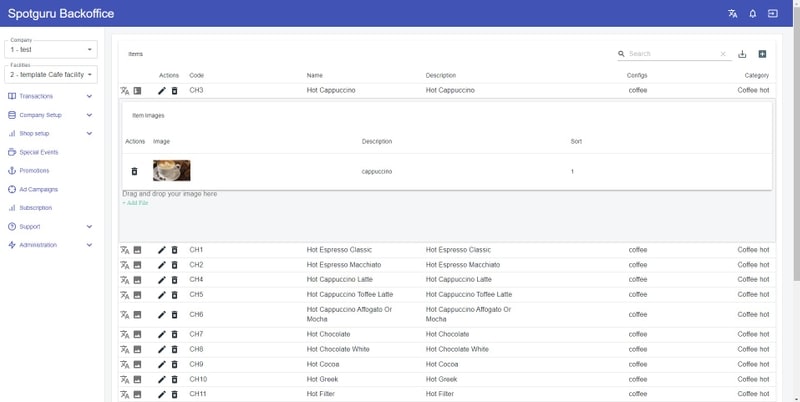 Spotguru Backoffice
Company
1 - test
Facilities
2 - template Cafe facility
Transactions
Company Setup
Shop setup
Special Events
Promotions
Ad Campaigns
Subscription
Support
Administration
Items
Search
Actions Code Name Description Configs Category
CH3 Hot Cappuccino Hot Cappuccino coffee Coffee hot
Item Images
Actions Image Description Sort
cappuccino 1
Drag and drop your image here
+ Add File
CH1 Hot Espresso Classic Hot Espresso Classic coffee Coffee hot
CH2 Hot Espresso Macchiato Hot Espresso Macchiato coffee Coffee hot
CH4 Hot Cappuccino Latte Hot Cappuccino Latte coffee Coffee hot
CH5 Hot Cappuccino Toffee Latte Hot Cappuccino Toffee Latte coffee Coffee hot
CH6 Hot Cappuccino Affogato Or Mocha Hot Cappuccino Affogato Or Mocha coffee Coffee hot
CH7 Hot Chocolate Hot Chocolate coffee Coffee hot
CH8 Hot Chocolate White Hot Chocolate White coffee Coffee hot
CH9 Hot Cocoa Hot Cocoa coffee Coffee hot
CH10 Hot Greek Hot Greek coffee Coffee hot
CH11 Hot Filter Hot Filter coffee Coffee hot